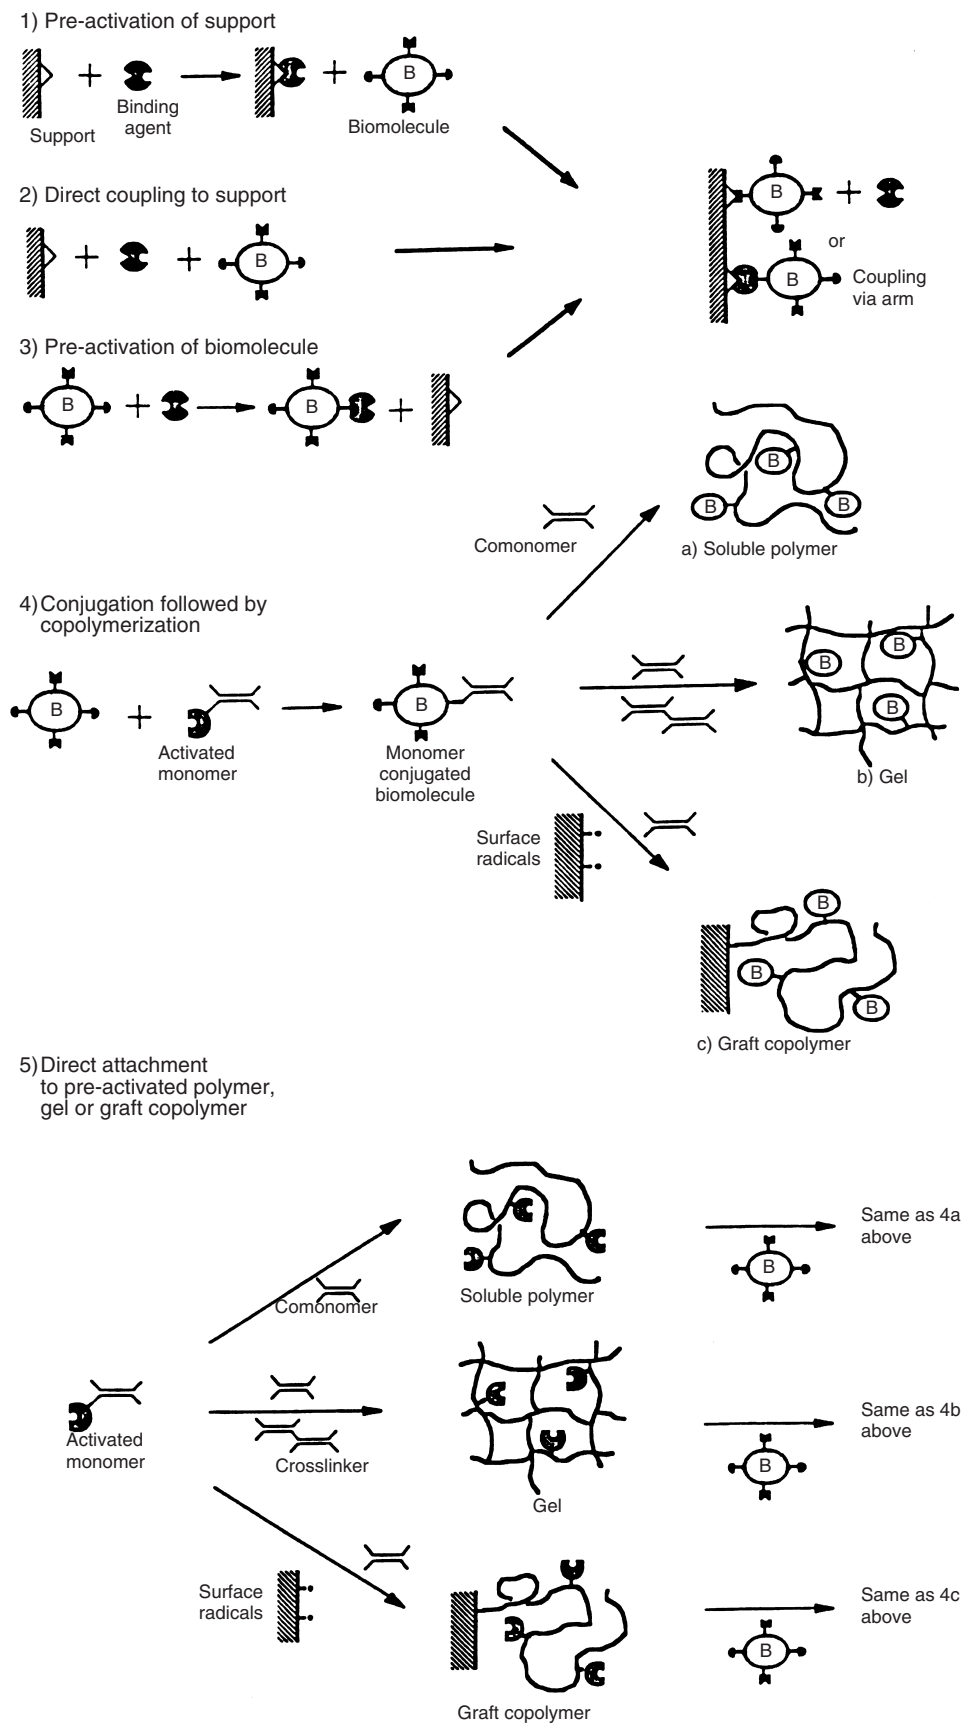 1) Pre-activation of support
B
Support
Binding
agent
Biomolecule
2) Direct coupling to support
B
B
or
B
Coupling
via arm
3) Pre-activation of biomolecule
B
B
B
B
B
Comonomer
a) Soluble polymer
4) Conjugation followed by
copolymerization
B
B
B
B
B
Activated
monomer
Monomer
conjugated
biomolecule
b) Gel
Surface
radicals
B
B
B
c) Graft copolymer
5) Direct attachment
to pre-activated polymer,
gel or graft copolymer
Comonomer
Soluble polymer
B
Same as 4a
above
Activated
monomer
Crosslinker
Gel
B
Same as 4b
above
Surface
radicals
Graft copolymer
B
Same as 4c
above